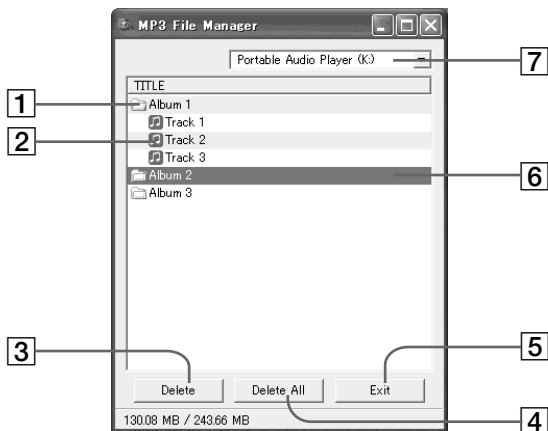 MP3 File Manager
Portable Audio Player (K:)
7
TITLE
1
Album 1
Track 1
2
Track 2
Track 3
Album 2
6
Album 3
3
5
Delete
Delete All
Exit
130.08 MB / 243.66 MB
4